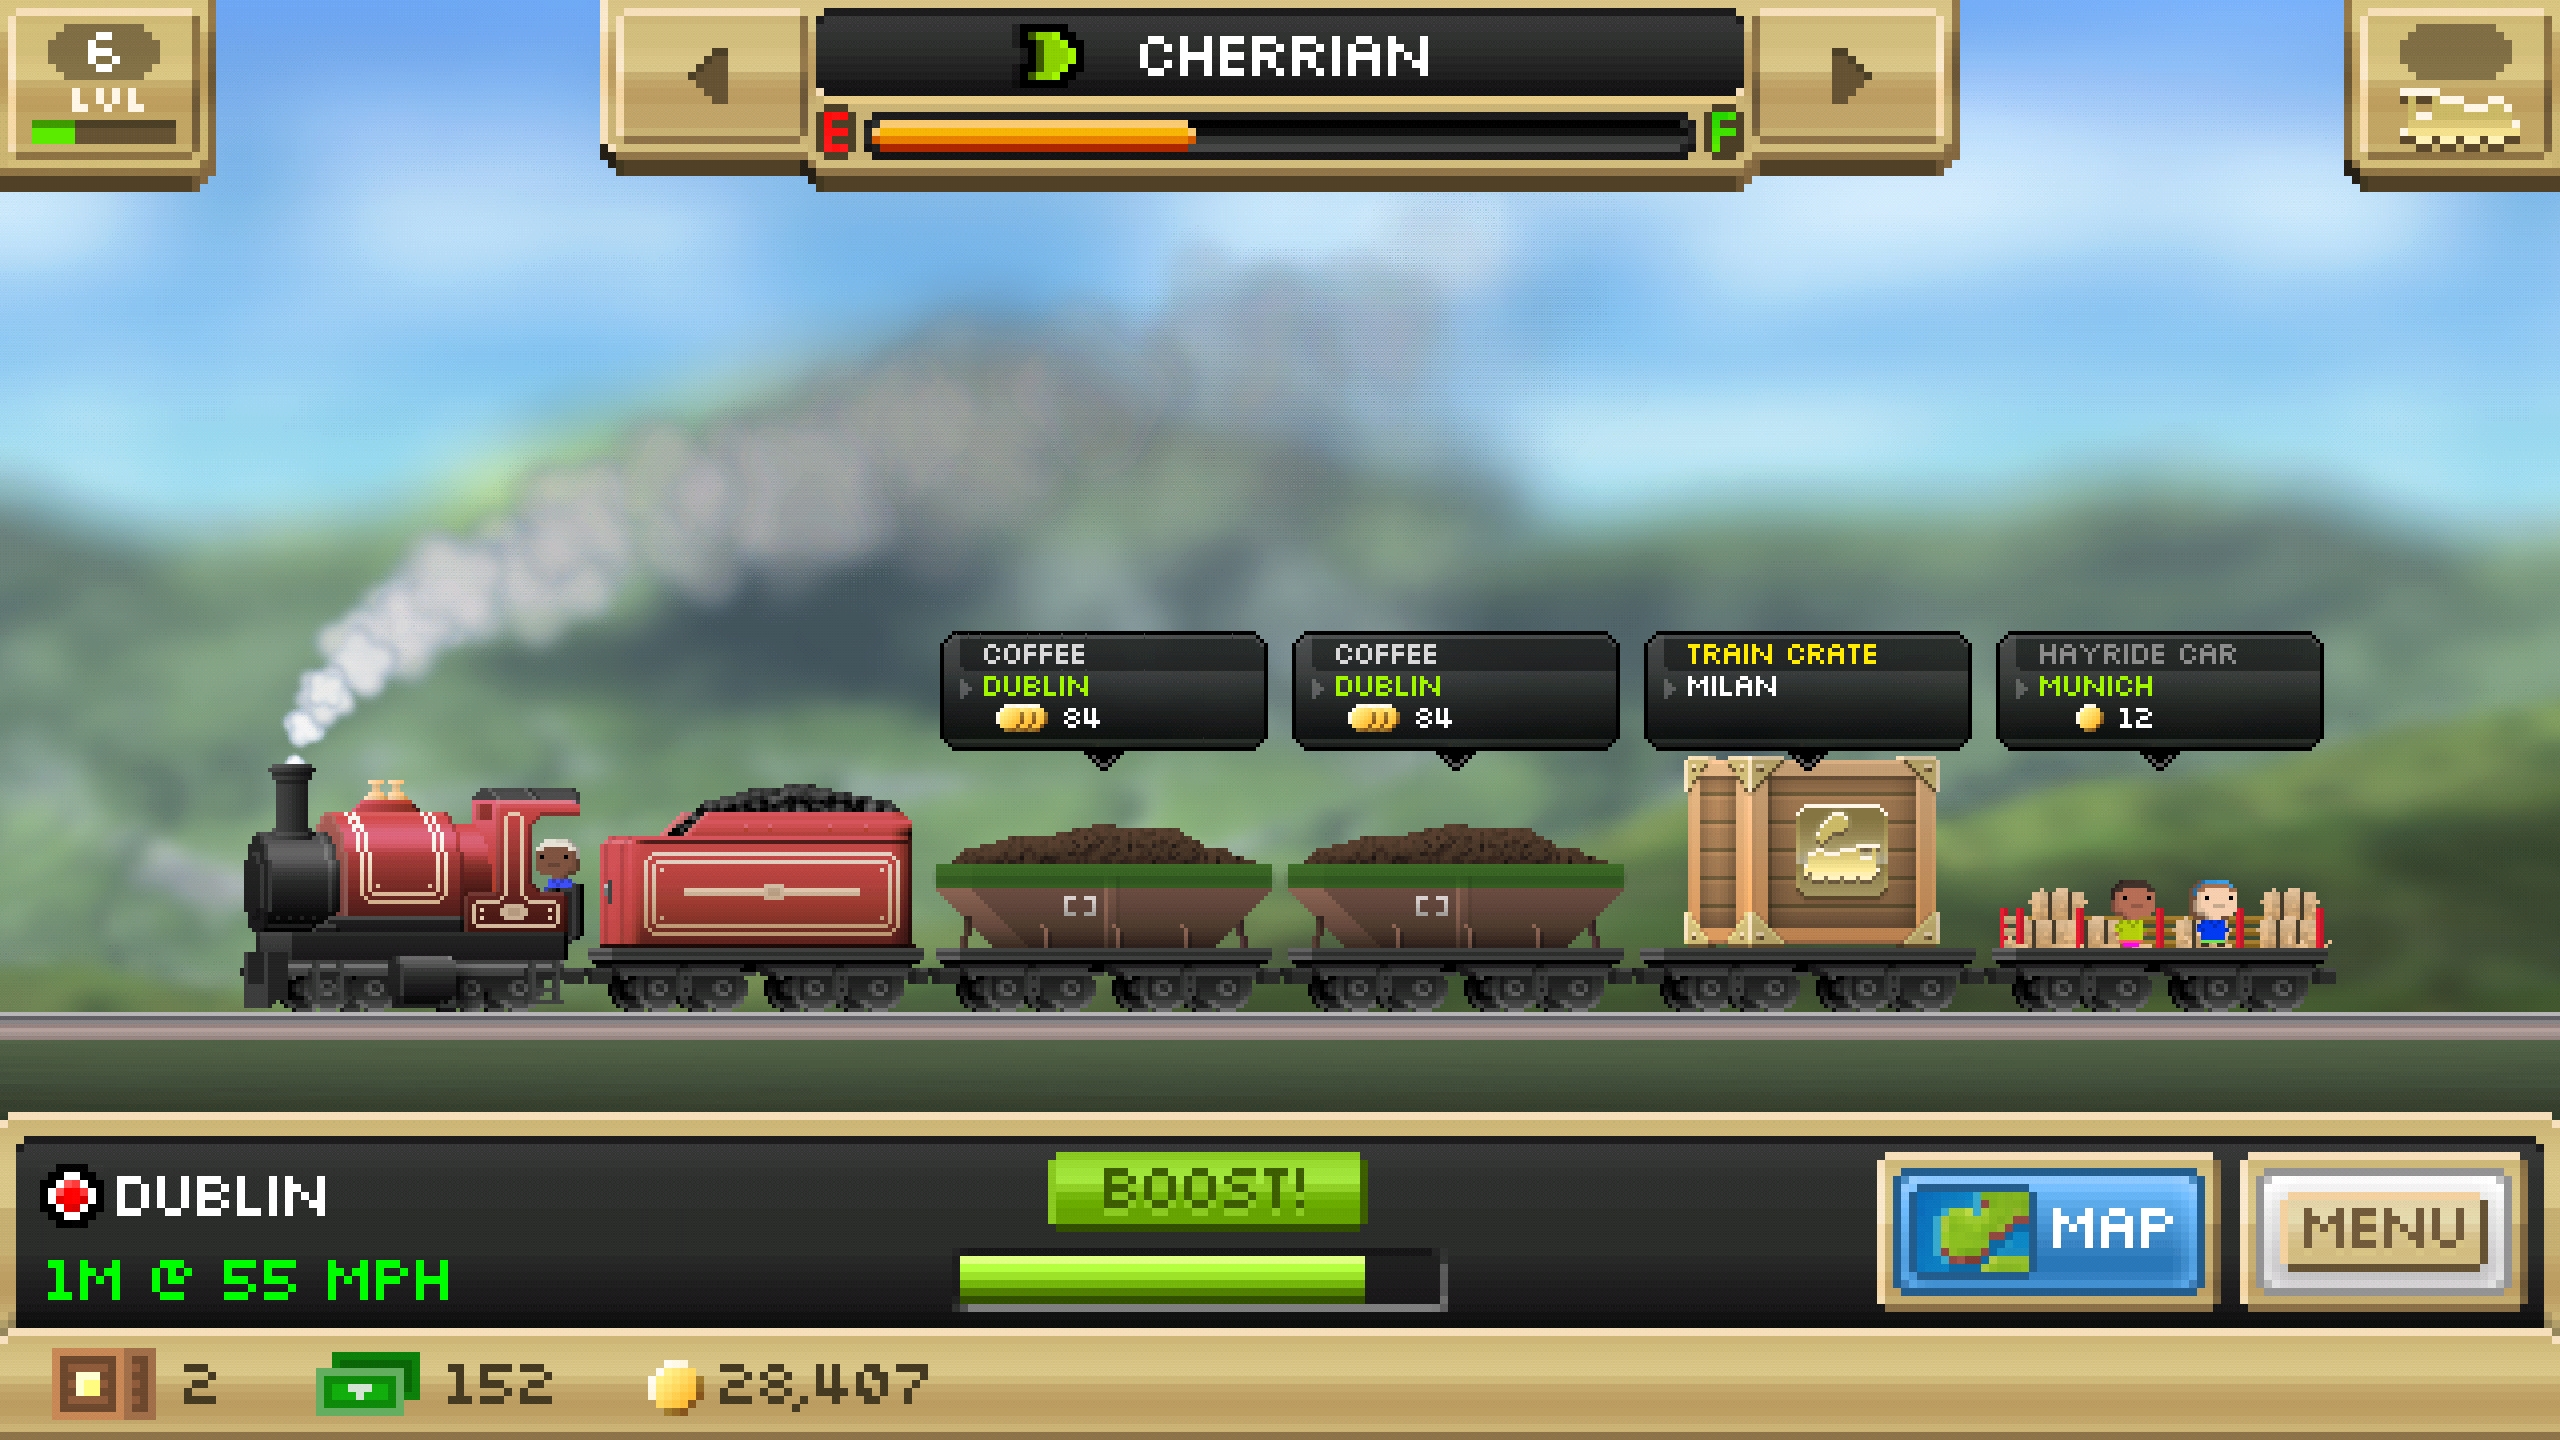 6
LVL
CHERRIAN
E F
COFFEE
DUBLIN
84
COFFEE
DUBLIN
84
TRAIN CRATE
MILAN
HAYRIDE CAR
MUNICH
12
DUBLIN
1M @ 55 MPH
BOOST!
MAP
MENU
2 152 28,407